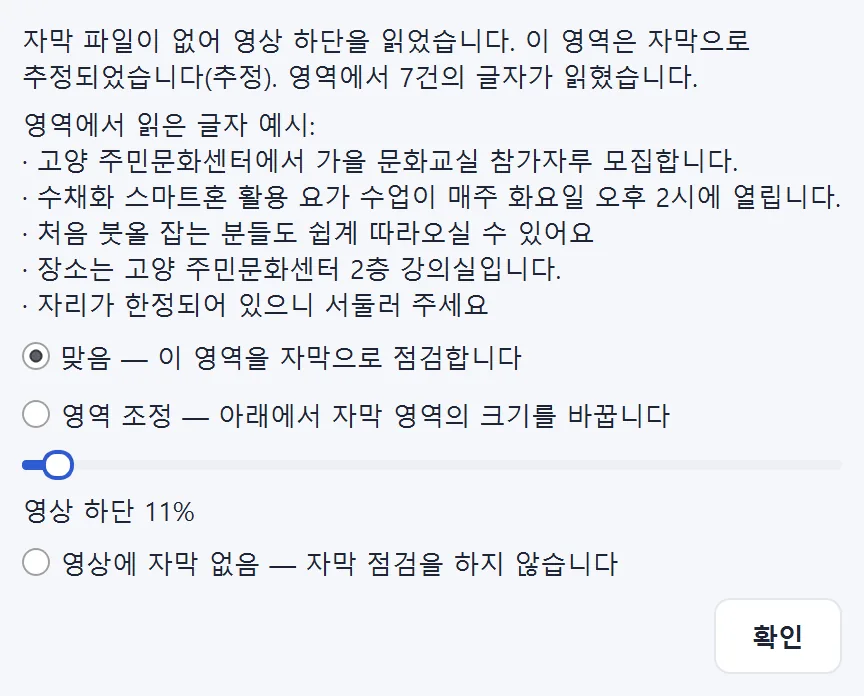 자막 파일이 없어 영상 하단을 읽었습니다. 이 영역은 자막으로
추정되었습니다(추정). 영역에서 7건의 글자가 읽혔습니다.
영역에서 읽은 글자 예시:
· 고양 주민문화센터에서 가을 문화교실 참가자루 모집합니다.
· 수채화 스마트혼 활용 요가 수업이 매주 화요일 오후 2시에 열립니다.
· 처음 붓올 잡는 분들도 쉽계 따라오실 수 있어요
· 장소는 고양 주민문화센터 2층 강의실입니다.
· 자리가 한정되어 있으니 서둘러 주세요
맞음 — 이 영역을 자막으로 점검합니다
영역 조정 — 아래에서 자막 영역의 크기를 바꿉니다
영상 하단 11%
영상에 자막 없음 — 자막 점검을 하지 않습니다
확인